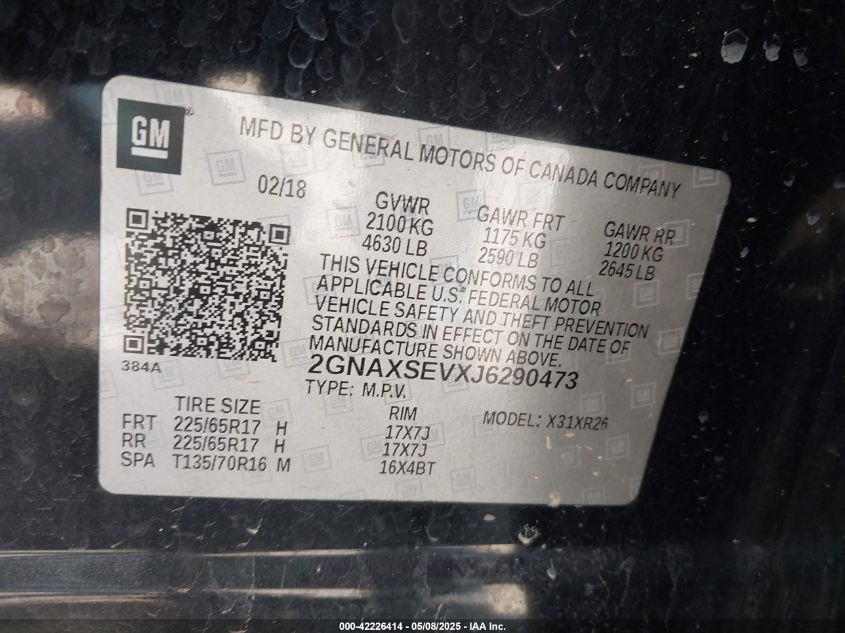 GM
MFD BY GENERAL MOTORS OF CANADA COMPANY
02/18
GVWR
2100 KG
4630 LB
GAWR FRT
1175 KG
2590 LB
GAWR RR
1200 KG
2645 LB
THIS VEHICLE CONFORMS TO ALL
APPLICABLE U.S. FEDERAL MOTOR
VEHICLE SAFETY AND THEFT PREVENTION
STANDARDS IN EFFECT ON THE DATE OF
MANUFACTURE SHOWN ABOVE.
384A
2GNAXSEVXJ6290473
TYPE: M.P.V.
MODEL: X31XR26
TIRE SIZE RIM
FRT 225/65R17 H 17X7J
RR 225/65R17 H 17X7J
SPA T135/70R16 M 16X4BT
000-42226414 - 05/08/2025 - IAA Inc.